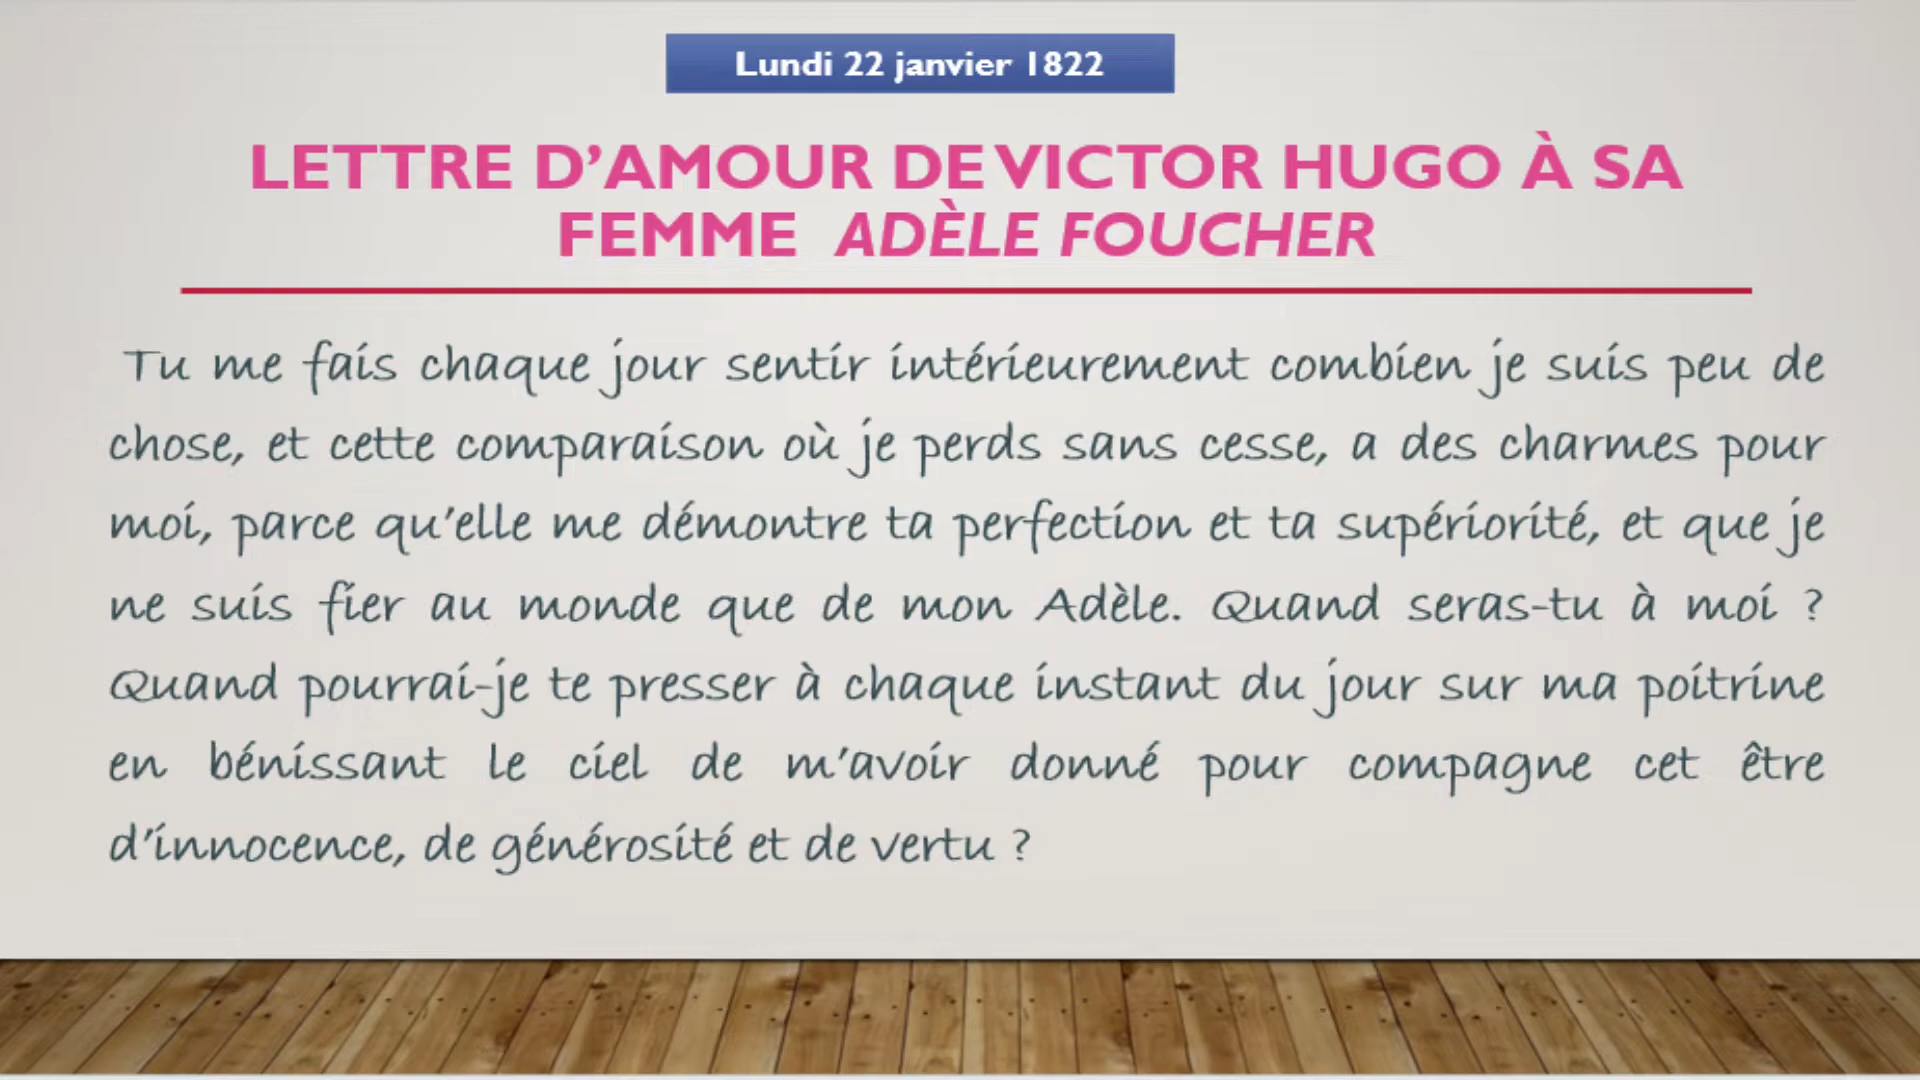 Lundi 22 janvier 1822
LETTRE D’AMOUR DE VICTOR HUGO À SA
FEMME ADÈLE FOUCHER
Tu me fais chaque jour sentir intérieurement combien je suis peu de
chose, et cette comparaison où je perds sans cesse, a des charmes pour
moi, parce qu’elle me démontre ta perfection et ta supériorité, et que je
ne suis fier au monde que de mon Adèle. Quand seras-tu à moi ?
Quand pourrai-je te presser à chaque instant du jour sur ma poitrine
en bénissant le ciel de m’avoir donné pour compagne cet être
d’innocence, de générosité et de vertu ?